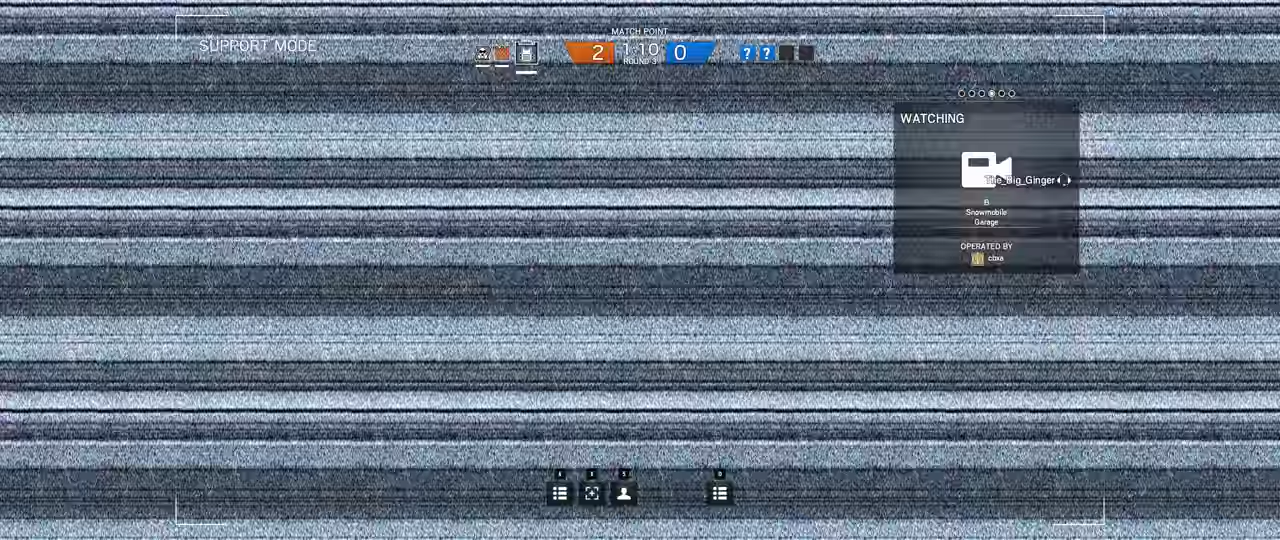 MATCH POINT
SUPPORT MODE
2 1:10 0 ? ?
ROUND 3
WATCHING
The_Big_Ginger
B
Snowmobile
Garage
OPERATED BY
cbxa